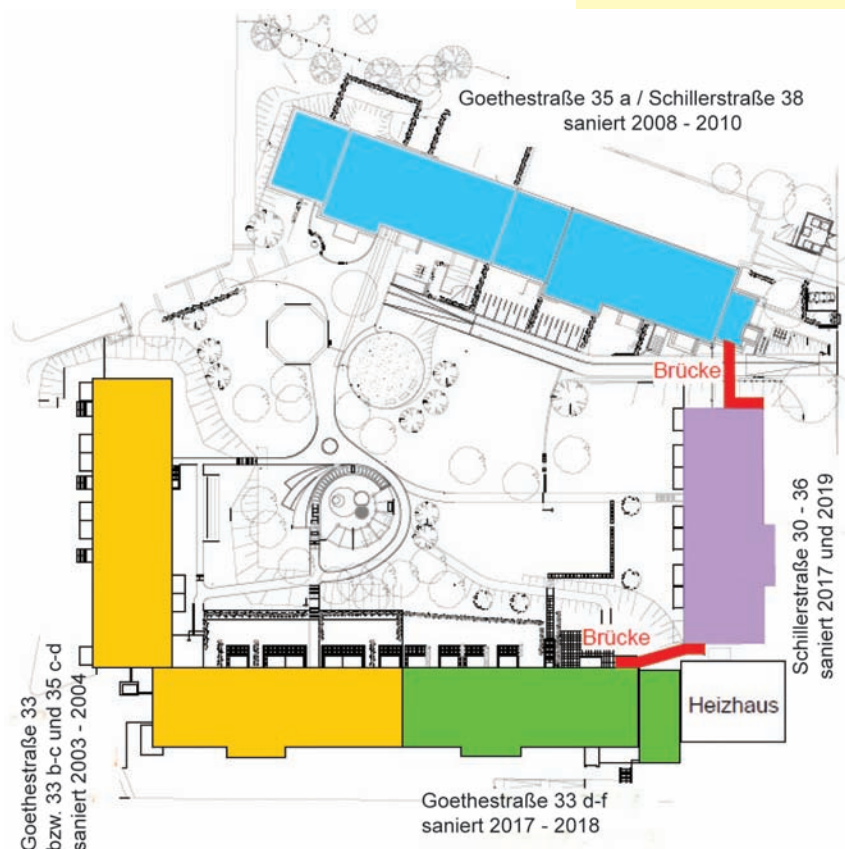 Goethestraße 35 a / Schillerstraße 38
saniert 2008 - 2010
Brücke
Schillerstraße 30 - 36
saniert 2017 und 2019
Brücke
Heizhaus
Goethestraße 33
bzw. 33 b-c und 35 c-d
saniert 2003 - 2004
Goethestraße 33 d-f
saniert 2017 - 2018